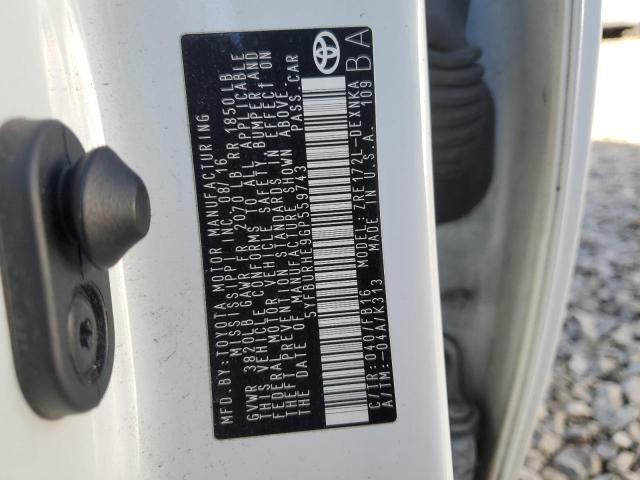 MFD.BY:TOYOTA MOTOR MANUFACTURING
MISSISSIPPI INC. 08/16
GVWR 3820LB GAWR FR 2070LB RR 1850LB
THIS VEHICLE CONFORMS TO ALL APPLICABLE
FEDERAL MOTOR VEHICLE SAFETY, BUMPER AND
THEFT PREVENTION STANDARDS IN EFFECT ON
THE DATE OF MANUFACTURE SHOWN ABOVE.
5YFBURHE9GP559743 PASS.CAR
C/TR:040/FB16 MODEL:ZRE172L-DEXNKA
A/TM:-04A/K313 MADE IN U.S.A. 109
BA